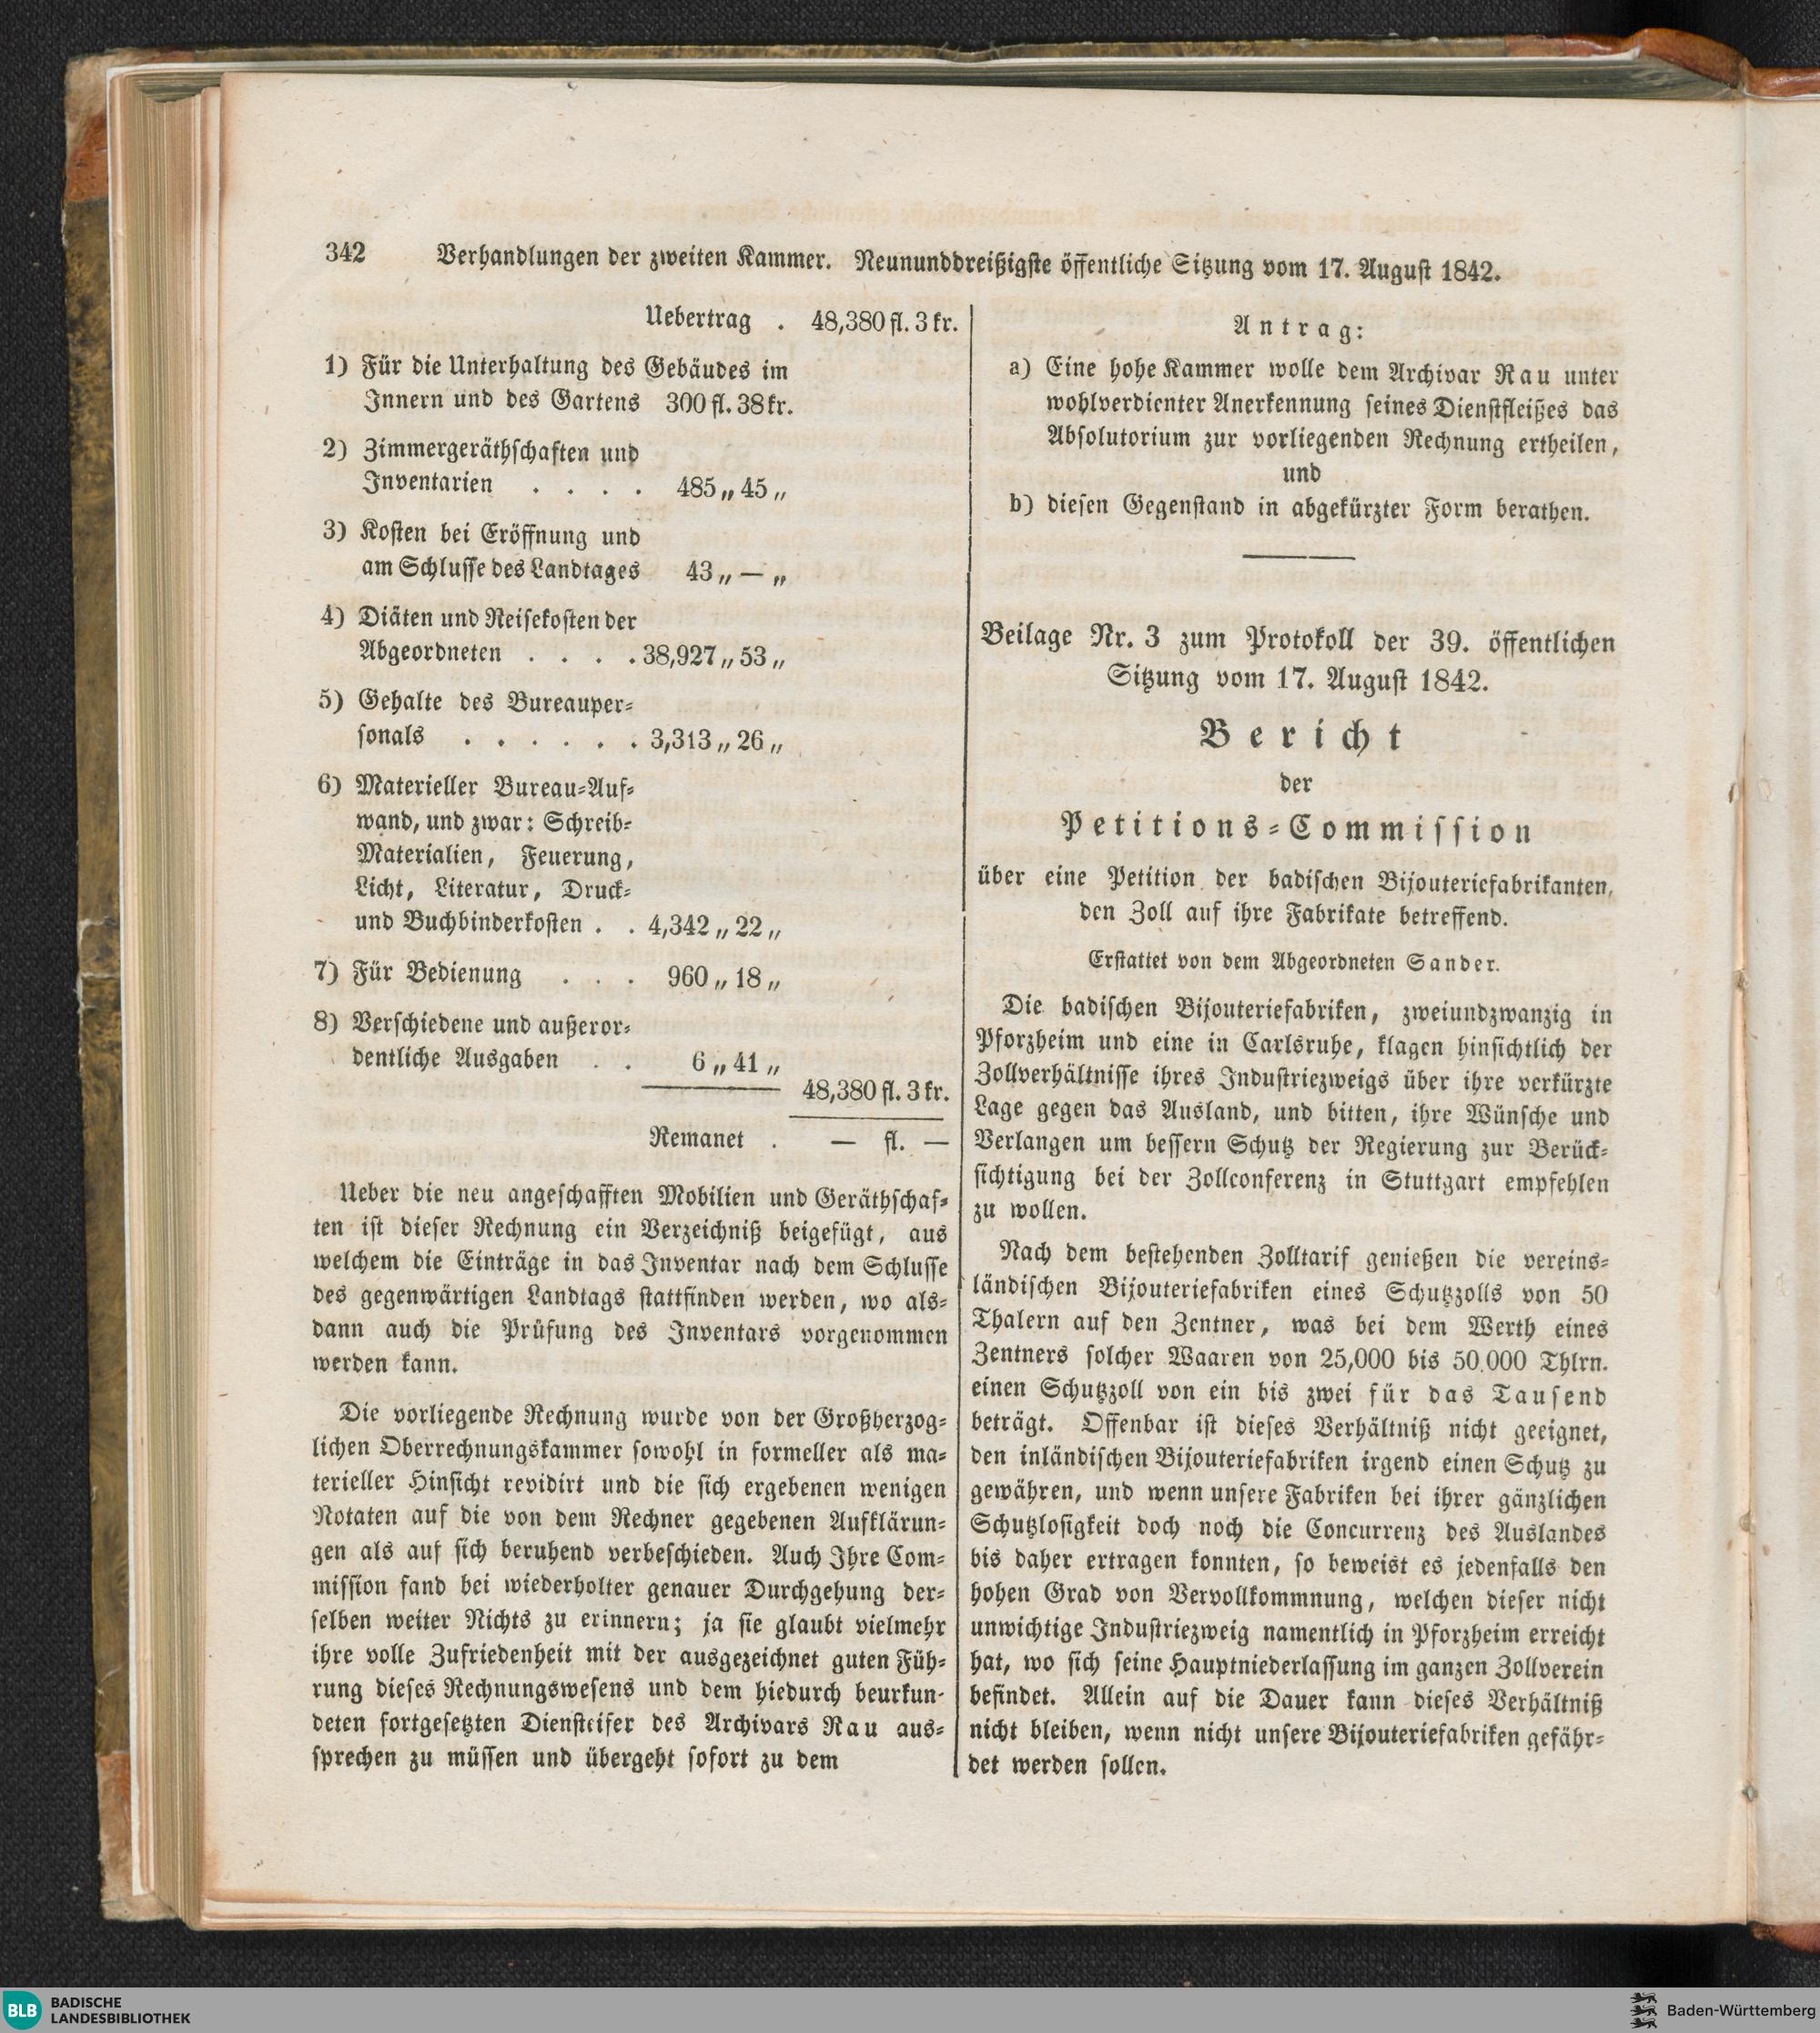 342 Verhandlungen der zweiten Kammer. Neununddreißigste öffentliche Sitzung vom 17. August 1842.
Uebertrag . 48,380 fl. 3 kr.
1) Für die Unterhaltung des Gebäudes im
Innern und des Gartens 300 fl. 38 kr.
2) Zimmergeräthschaften und
Inventarien . . . . 485 „ 45 „
3) Kosten bei Eröffnung und
am Schlusse des Landtages 43 „ — „
4) Diäten und Reisekosten der
Abgeordneten . . . . 38,927 „ 53 „
5) Gehalte des Bureauper-
sonals . . . . . . 3,313 „ 26 „
6) Materieller Bureau-Auf-
wand, und zwar: Schreib-
Materialien, Feuerung,
Licht, Literatur, Druck-
und Buchbinderkosten . . 4,342 „ 22 „
7) Für Bedienung . . . 960 „ 18 „
8) Verschiedene und außeror-
dentliche Ausgaben . . 6 „ 41 „
48,380 fl. 3 kr.
Remanet . — fl. —
Ueber die neu angeschafften Mobilien und Geräthschaf-
ten ist dieser Rechnung ein Verzeichniß beigefügt, aus
welchem die Einträge in das Inventar nach dem Schlusse
des gegenwärtigen Landtags stattfinden werden, wo als-
dann auch die Prüfung des Inventars vorgenommen
werden kann.
Die vorliegende Rechnung wurde von der Großherzog-
lichen Oberrechnungskammer sowohl in formeller als ma-
terieller Hinsicht revidirt und die sich ergebenen wenigen
Notaten auf die von dem Rechner gegebenen Aufklärun-
gen als auf sich beruhend verbeschieden. Auch Ihre Com-
mission fand bei wiederholter genauer Durchgehung der-
selben weiter Nichts zu erinnern; ja sie glaubt vielmehr
ihre volle Zufriedenheit mit der ausgezeichnet guten Füh-
rung dieses Rechnungswesens und dem hiedurch beurkun-
deten fortgesetzten Diensteifer des Archivars Rau aus-
sprechen zu müssen und übergeht sofort zu dem
Antrag:
a) Eine hohe Kammer wolle dem Archivar Rau unter
wohlverdienter Anerkennung seines Dienstfleißes das
Absolutorium zur vorliegenden Rechnung ertheilen,
und
b) diesen Gegenstand in abgekürzter Form berathen.
Beilage Nr. 3 zum Protokoll der 39. öffentlichen
Sitzung vom 17. August 1842.
Bericht
der
Petitions-Commission
über eine Petition der badischen Bijouteriefabrikanten,
den Zoll auf ihre Fabrikate betreffend.
Erstattet von dem Abgeordneten Sander.
Die badischen Bijouteriefabriken, zweiundzwanzig in
Pforzheim und eine in Carlsruhe, klagen hinsichtlich der
Zollverhältnisse ihres Industriezweigs über ihre verkürzte
Lage gegen das Ausland, und bitten, ihre Wünsche und
Verlangen um bessern Schutz der Regierung zur Berück-
sichtigung bei der Zollconferenz in Stuttgart empfehlen
zu wollen.
Nach dem bestehenden Zolltarif genießen die vereins-
ländischen Bijouteriefabriken eines Schutzzolls von 50
Thalern auf den Zentner, was bei dem Werth eines
Zentners solcher Waaren von 25,000 bis 50,000 Thlrn.
einen Schutzzoll von ein bis zwei für das Tausend
beträgt. Offenbar ist dieses Verhältniß nicht geeignet,
den inländischen Bijouteriefabriken irgend einen Schutz zu
gewähren, und wenn unsere Fabriken bei ihrer gänzlichen
Schutzlosigkeit doch noch die Concurrenz des Auslandes
bis daher ertragen konnten, so beweist es jedenfalls den
hohen Grad von Vervollkommnung, welchen dieser nicht
unwichtige Industriezweig namentlich in Pforzheim erreicht
hat, wo sich seine Hauptniederlassung im ganzen Zollverein
befindet. Allein auf die Dauer kann dieses Verhältniß
nicht bleiben, wenn nicht unsere Bijouteriefabriken gefähr-
det werden sollen.
BLB BADISCHE
LANDESBIBLIOTHEK
Baden-Württemberg